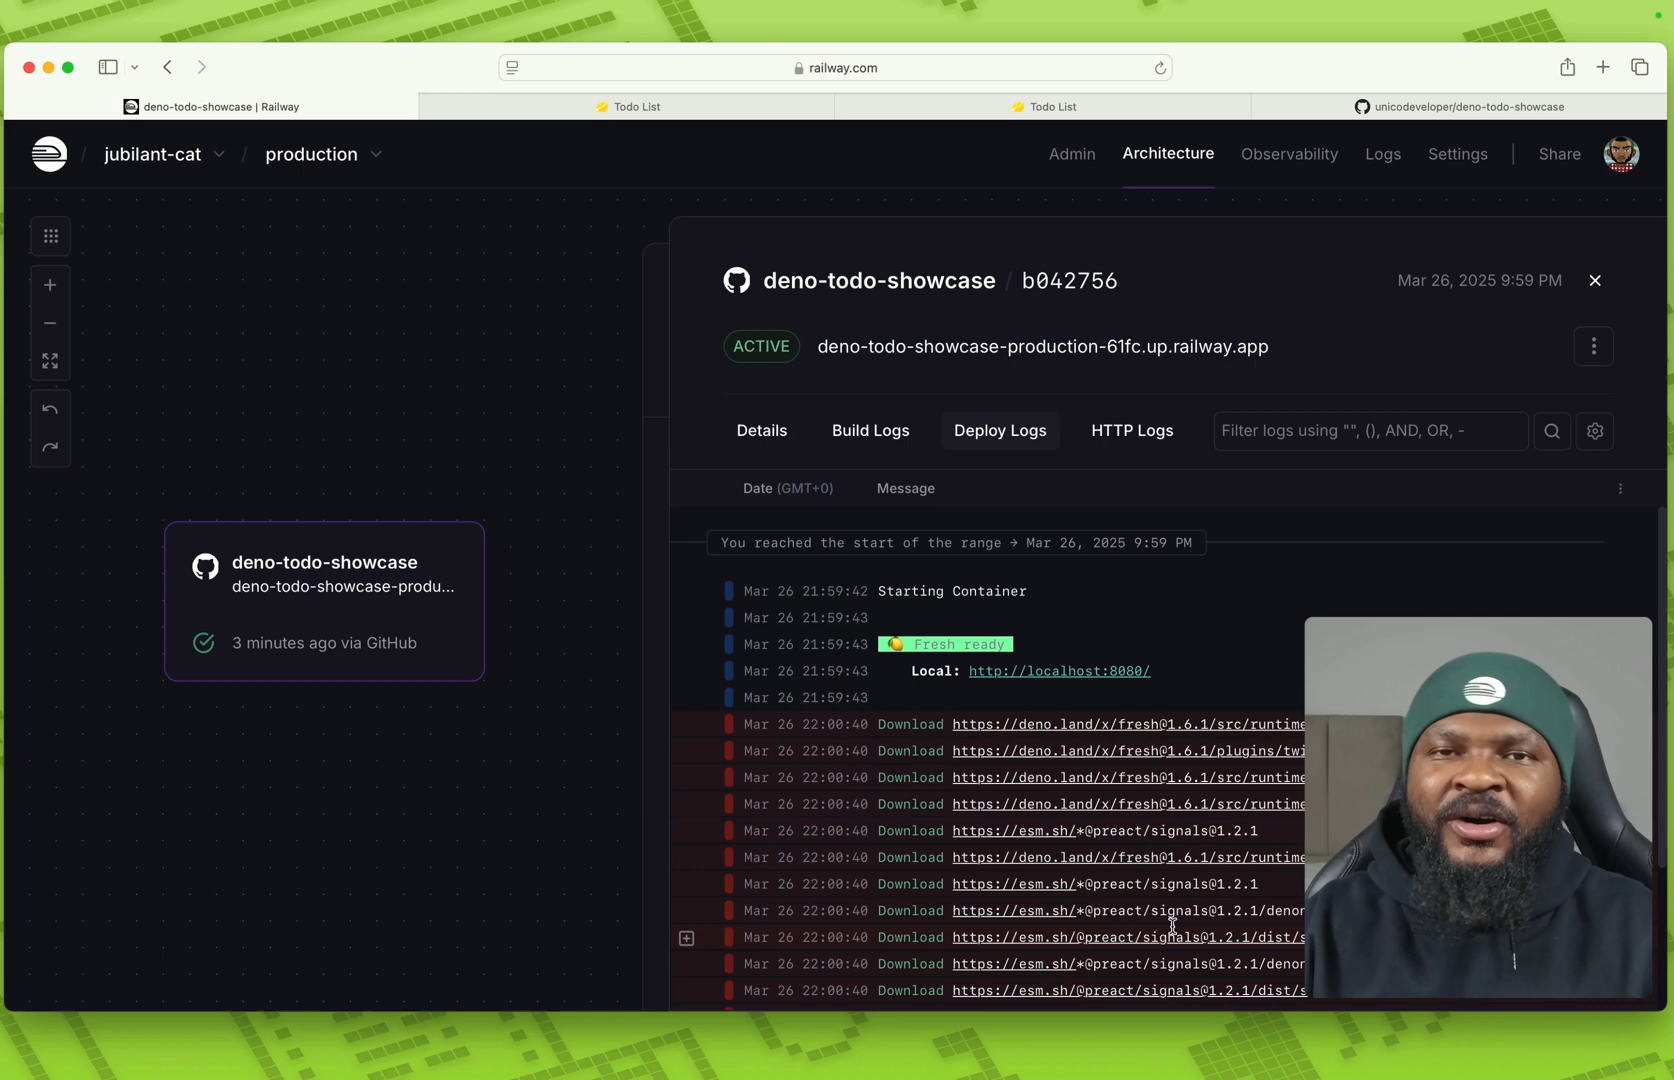 railway.com
deno-todo-showcase | Railway
Todo List
Todo List
unicodeveloper/deno-todo-showcase
/ jubilant-cat / production
Admin Architecture Observability Logs Settings | Share
deno-todo-showcase / b042756
Mar 26, 2025 9:59 PM
ACTIVE deno-todo-showcase-production-61fc.up.railway.app
Details Build Logs Deploy Logs HTTP Logs Filter logs using "", (), AND, OR, -
Date (GMT+0) Message
You reached the start of the range → Mar 26, 2025 9:59 PM
deno-todo-showcase
deno-todo-showcase-produ...
3 minutes ago via GitHub
Mar 26 21:59:42 Starting Container
Mar 26 21:59:43
Mar 26 21:59:43 🍋 Fresh ready
Mar 26 21:59:43 Local: http://localhost:8080/
Mar 26 21:59:43
Mar 26 22:00:40 Download https://deno.land/x/fresh@1.6.1/src/runtime
Mar 26 22:00:40 Download https://deno.land/x/fresh@1.6.1/plugins/twi
Mar 26 22:00:40 Download https://deno.land/x/fresh@1.6.1/src/runtime
Mar 26 22:00:40 Download https://deno.land/x/fresh@1.6.1/src/runtime
Mar 26 22:00:40 Download https://esm.sh/*@preact/signals@1.2.1
Mar 26 22:00:40 Download https://deno.land/x/fresh@1.6.1/src/runtime
Mar 26 22:00:40 Download https://esm.sh/*@preact/signals@1.2.1
Mar 26 22:00:40 Download https://esm.sh/*@preact/signals@1.2.1/denon
Mar 26 22:00:40 Download https://esm.sh/@preact/signals@1.2.1/dist/s
Mar 26 22:00:40 Download https://esm.sh/*@preact/signals@1.2.1/denon
Mar 26 22:00:40 Download https://esm.sh/@preact/signals@1.2.1/dist/s